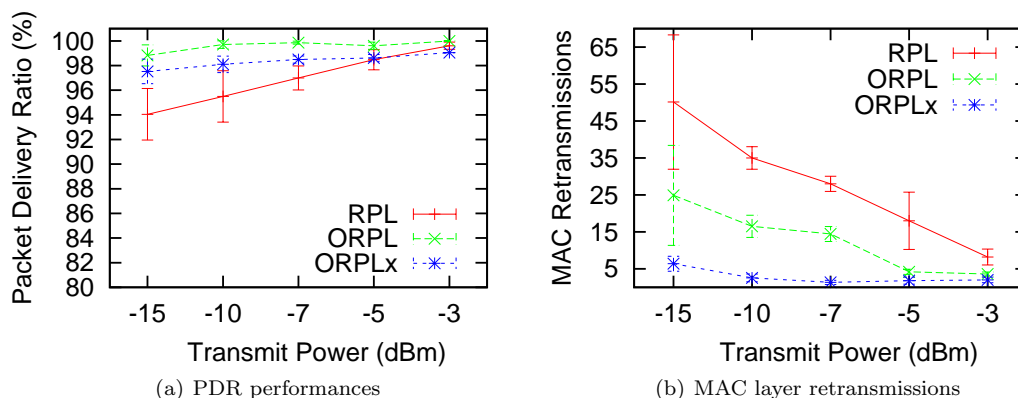 Packet Delivery Ratio (%)
100
98
96
94
92
90
88
86
84
82
80
RPL
ORPL
ORPLx
-15 -10 -7 -5 -3
Transmit Power (dBm)
(a) PDR performances
MAC Retransmissions
65
55
45
35
25
15
5
RPL
ORPL
ORPLx
-15 -10 -7 -5 -3
Transmit Power (dBm)
(b) MAC layer retransmissions